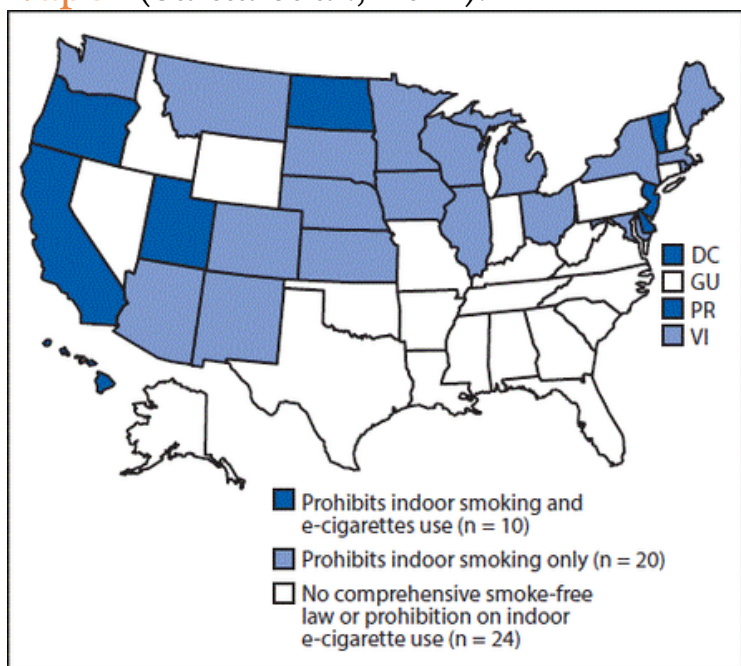 DC
GU
PR
VI
Prohibits indoor smoking and
e-cigarettes use (n = 10)
Prohibits indoor smoking only (n = 20)
No comprehensive smoke-free
law or prohibition on indoor
e-cigarette use (n = 24)